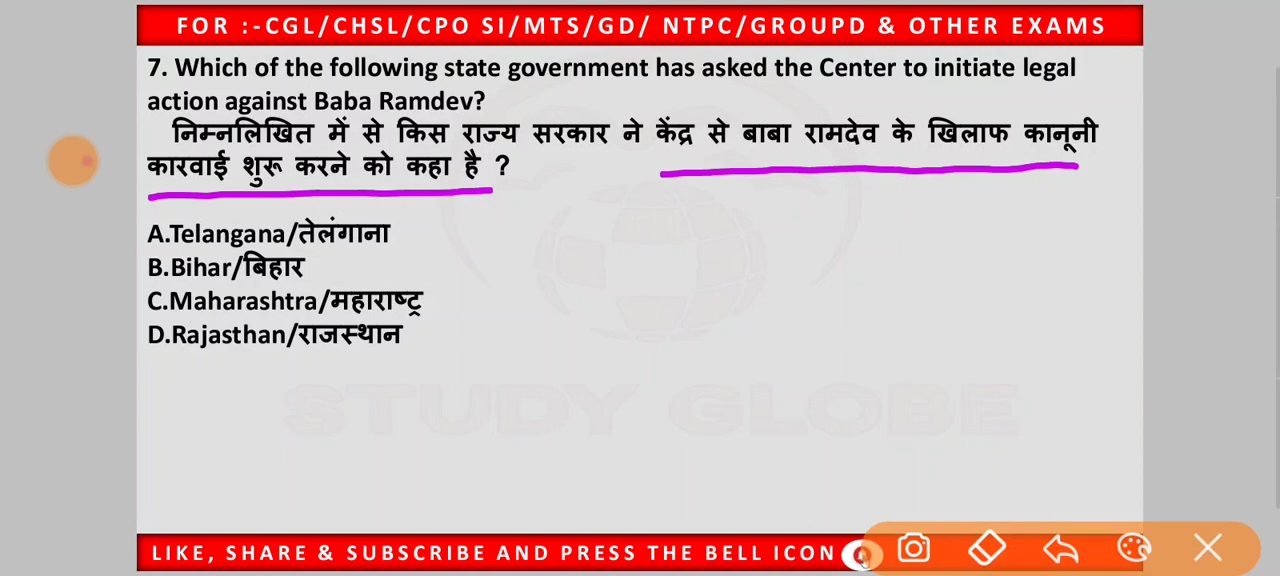 FOR :-CGL/CHSL/CPO SI/MTS/GD/ NTPC/GROUPD & OTHER EXAMS
7. Which of the following state government has asked the Center to initiate legal
action against Baba Ramdev?
निम्नलिखित में से किस राज्य सरकार ने केंद्र से बाबा रामदेव के खिलाफ कानूनी
कारवाई शुरू करने को कहा है ?
A.Telangana/तेलंगाना
B.Bihar/बिहार
C.Maharashtra/महाराष्ट्र
D.Rajasthan/राजस्थान
STUDY GLOBE
LIKE, SHARE & SUBSCRIBE AND PRESS THE BELL ICON